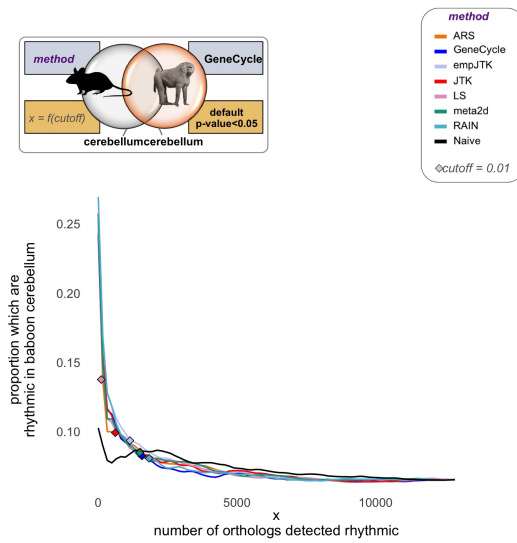 method
GeneCycle
x = f(cutoff)
default
p-value<0.05
cerebellumcerebellum
method
ARS
GeneCycle
empJTK
JTK
LS
meta2d
RAIN
Naive
cutoff = 0.01
proportion which are
rhythmic in baboon cerebellum
0.25
0.20
0.15
0.10
0
5000
10000
x
number of orthologs detected rhythmic